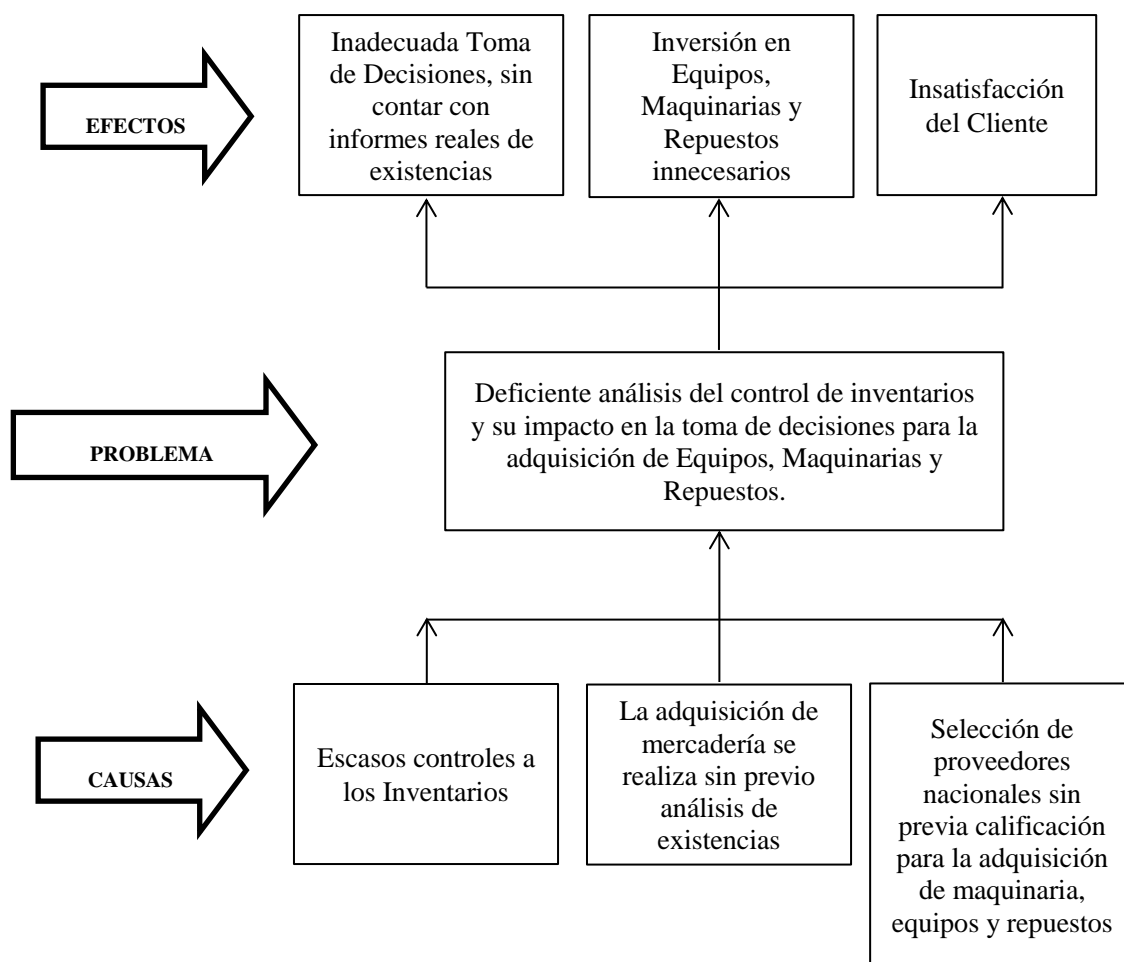 EFECTOS
Inadecuada Toma
de Decisiones, sin
contar con
informes reales de
existencias
Inversión en
Equipos,
Maquinarias y
Repuestos
innecesarios
Insatisfacción
del Cliente
PROBLEMA
Deficiente análisis del control de inventarios
y su impacto en la toma de decisiones para la
adquisición de Equipos, Maquinarias y
Repuestos.
CAUSAS
Escasos controles a
los Inventarios
La adquisición de
mercadería se
realiza sin previo
análisis de
existencias
Selección de
proveedores
nacionales sin
previa calificación
para la adquisición
de maquinaria,
equipos y repuestos